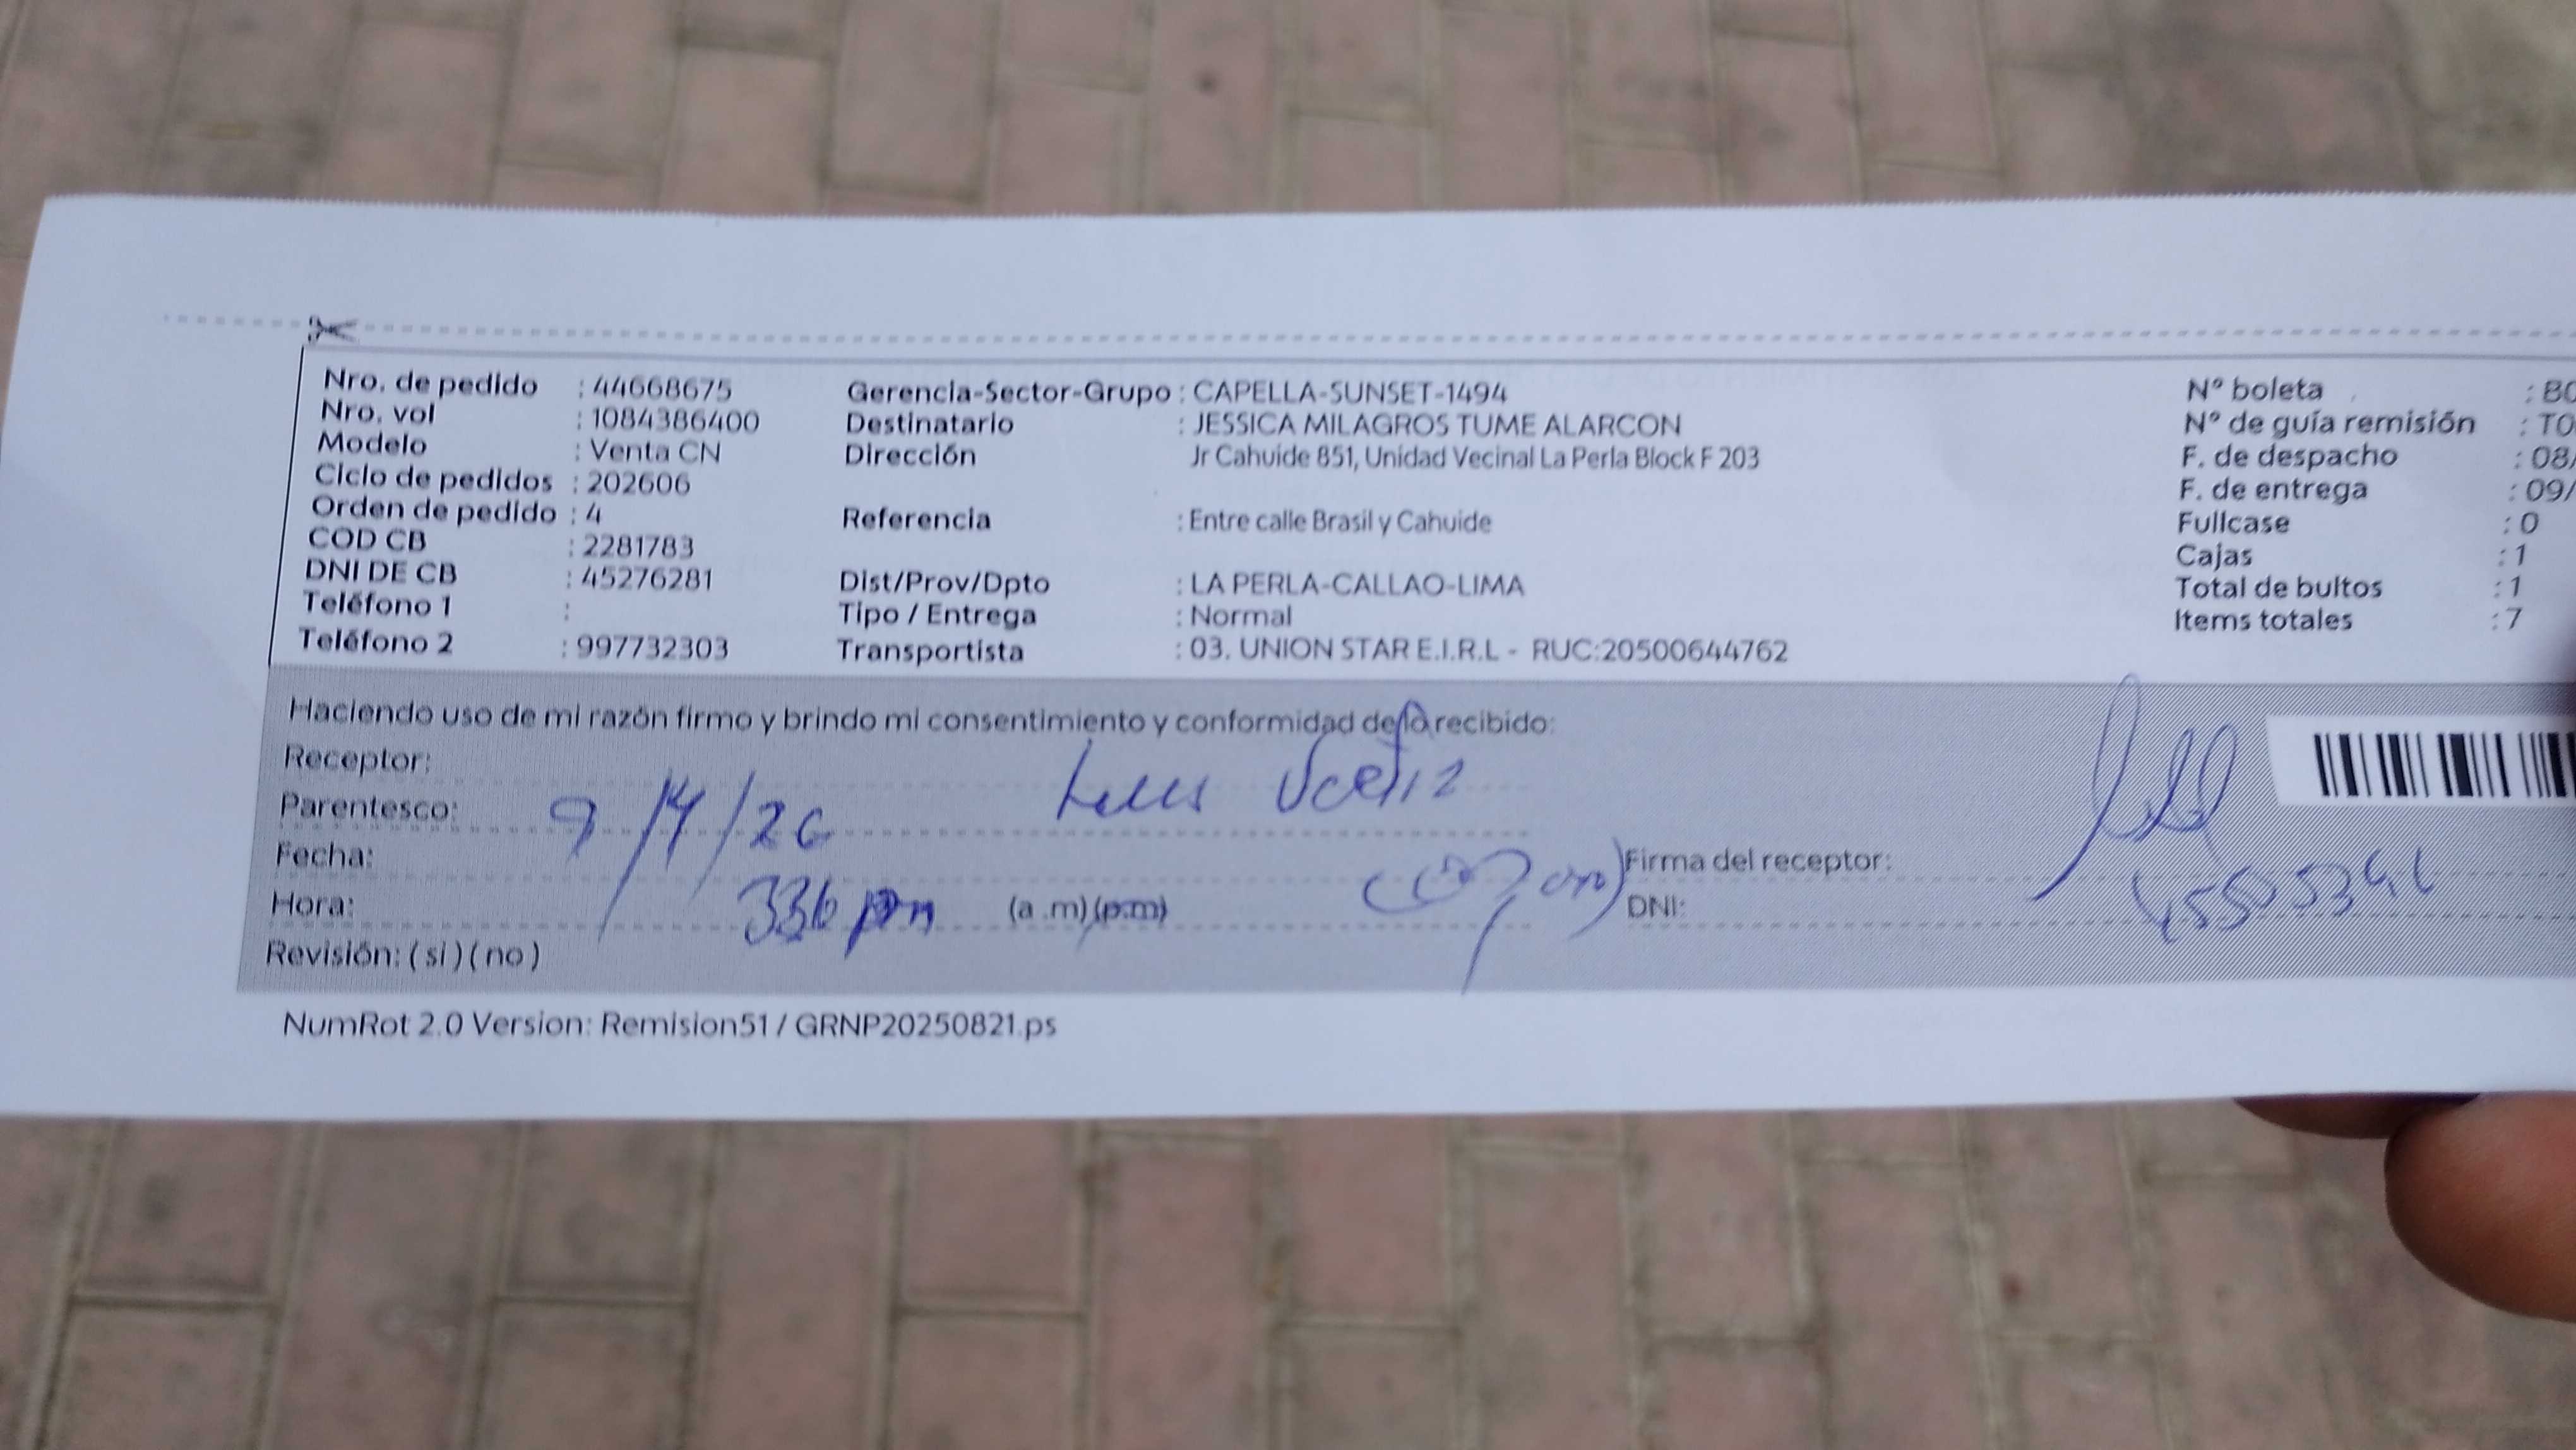 Nro. de pedido : 44668675 Gerencia-Sector-Grupo : CAPELLA-SUNSET-1494 N° boleta : B0
Nro. vol : 1084386400 Destinatario : JESSICA MILAGROS TUME ALARCON N° de guía remisión : T0
Modelo : Venta CN Dirección Jr Cahuide 851, Unidad Vecinal La Perla Block F 203 F. de despacho : 08/
Ciclo de pedidos : 202606 F. de entrega : 09/
Orden de pedido : 4 Referencia : Entre calle Brasil y Cahuide Fullcase : 0
COD CB : 2281783 Cajas : 1
DNI DE CB : 45276281 Dist/Prov/Dpto : LA PERLA-CALLAO-LIMA Total de bultos : 1
Teléfono 1 : Tipo / Entrega : Normal Items totales : 7
Teléfono 2 : 997732303 Transportista : 03. UNION STAR E.I.R.L - RUC:20500644762
Haciendo uso de mi razón firmo y brindo mi consentimiento y conformidad de lo recibido:
Receptor:
Parentesco: 9/4/26
Fecha: Firma del receptor:
Hora: 336 pm (a .m)(p.m) DNI:
Revisión: ( si ) ( no )
NumRot 2.0 Version: Remision51 / GRNP20250821.ps